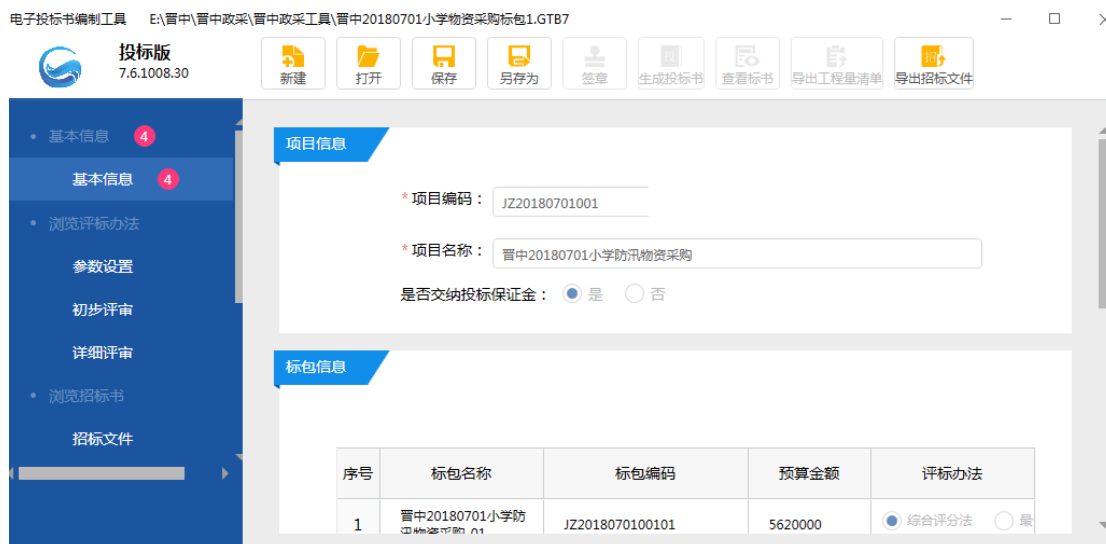 电子投标书编制工具 E:\晋中\晋中政采\晋中政采工具\晋中20180701小学物资采购标包1.GTB7
投标版
7.6.1008.30
新建 打开 保存 另存为 签章 生成投标书 查看标书 导出工程量清单 导出招标文件
基本信息 4
基本信息 4
浏览评标办法
参数设置
初步评审
详细评审
浏览招标书
招标文件
项目信息
*项目编码： JZ20180701001
*项目名称： 晋中20180701小学防汛物资采购
是否交纳投标保证金： 是 否
标包信息
序号 标包名称 标包编码 预算金额 评标办法
1 晋中20180701小学防汛物资采购-01 JZ2018070100101 5620000 综合评分法 最